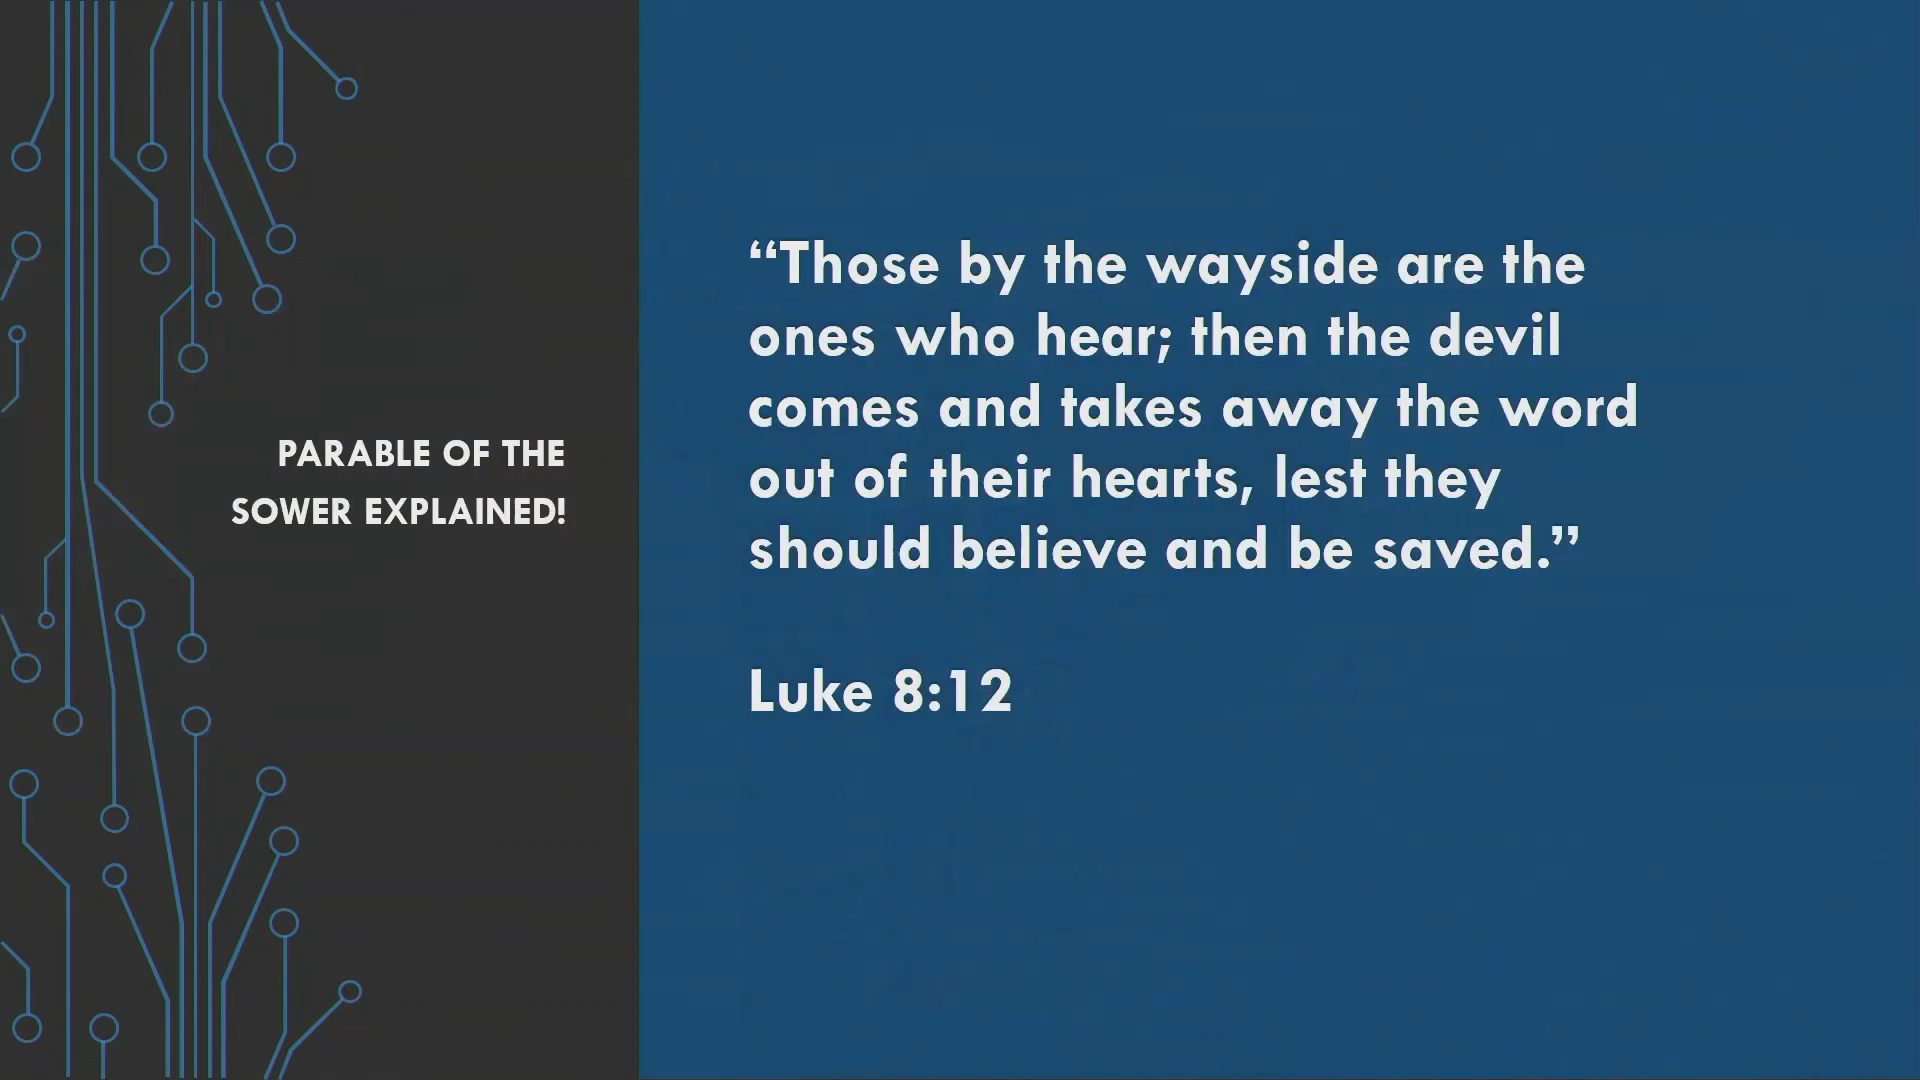 PARABLE OF THE
SOWER EXPLAINED!
“Those by the wayside are the
ones who hear; then the devil
comes and takes away the word
out of their hearts, lest they
should believe and be saved.”
Luke 8:12